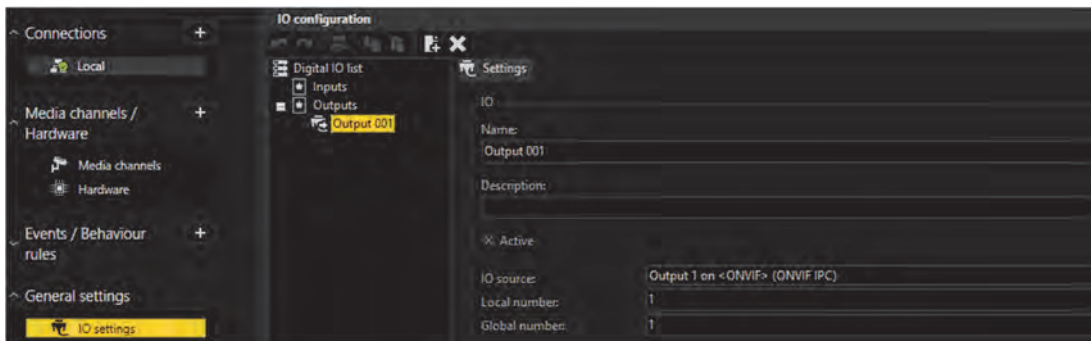 Connections +
Local
Media channels / +
Hardware
Media channels
Hardware
Events / Behaviour +
rules
General settings
IO settings
IO configuration
Digital IO list
Inputs
Outputs
Output 001
Settings
IO
Name:
Output 001
Description:
Active
IO source: Output 1 on <ONVIF> (ONVIF IPC)
Local number: 1
Global number: 1